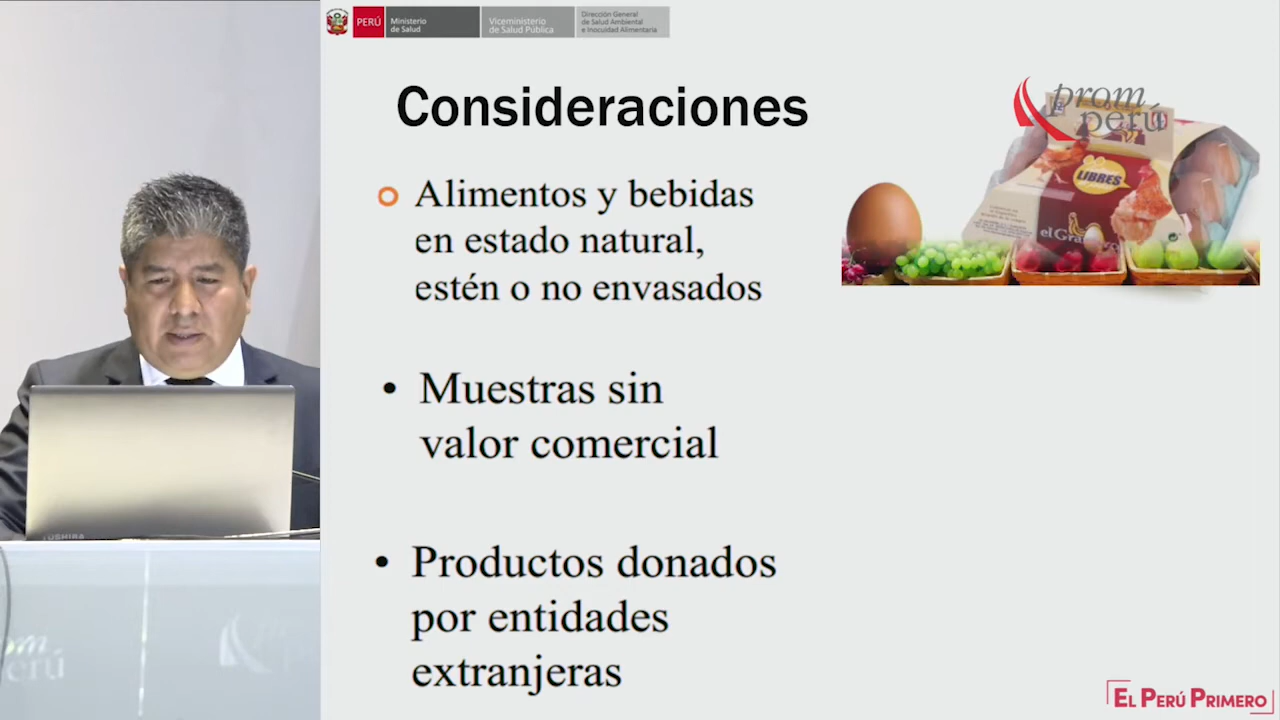 PERÚ
Ministerio
de Salud
Viceministerio
de Salud Pública
Dirección General
de Salud Ambiental
e Inocuidad Alimentaria
Consideraciones
prom
perú
LIBRES
Alimentos y bebidas
en estado natural,
estén o no envasados
• Muestras sin
valor comercial
• Productos donados
por entidades
extranjeras
TOSHIBA
perú
EL PERÚ PRIMERO